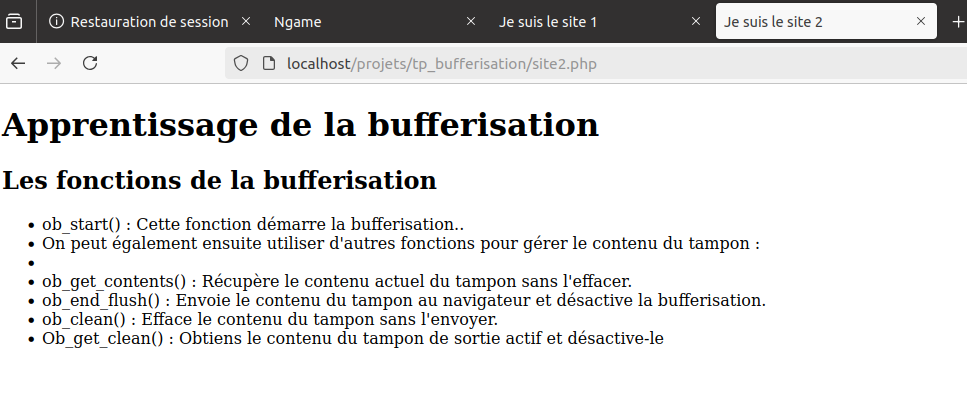 Restauration de session
Ngame
Je suis le site 1
Je suis le site 2
localhost/projets/tp_bufferisation/site2.php
Apprentissage de la bufferisation
Les fonctions de la bufferisation
ob_start() : Cette fonction démarre la bufferisation..
On peut également ensuite utiliser d'autres fonctions pour gérer le contenu du tampon :
ob_get_contents() : Récupère le contenu actuel du tampon sans l'effacer.
ob_end_flush() : Envoie le contenu du tampon au navigateur et désactive la bufferisation.
ob_clean() : Efface le contenu du tampon sans l'envoyer.
Ob_get_clean() : Obtiens le contenu du tampon de sortie actif et désactive-le